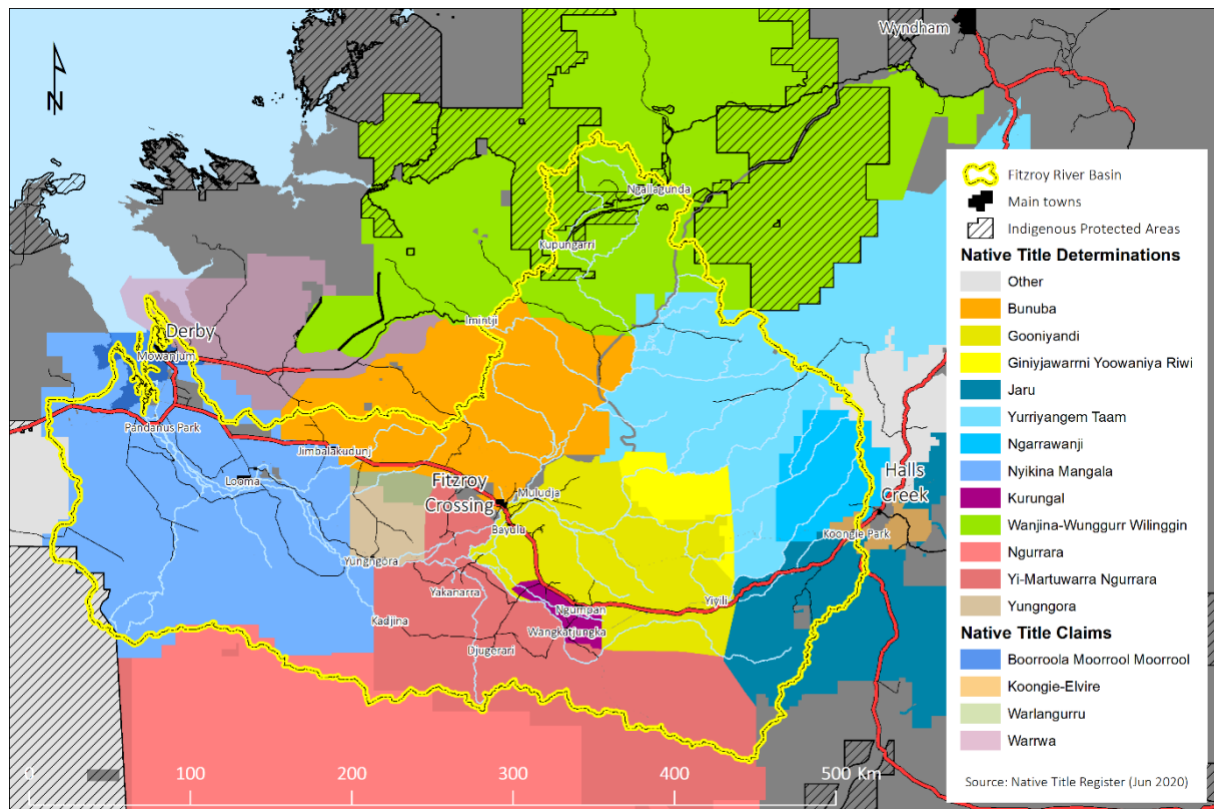 Wyndham
N
Ngallagunda
Kupungarri
Imintji
Derby
Mowanjum
Pandanus Park
Jimbalakudunj
Looma
Fitzroy
Crossing
Muludja
Bayulu
Halls
Creek
Koongie Park
Yungngora
Yakanarra
Kadjina
Ngumpan
Wangkatjungka
Yiyili
Djugerari
0 100 200 300 400 500 Km
Fitzroy River Basin
Main towns
Indigenous Protected Areas
Native Title Determinations
Other
Bunuba
Gooniyandi
Giniyjawarrni Yoowaniya Riwi
Jaru
Yurriyangem Taam
Ngarrawanji
Nyikina Mangala
Kurungal
Wanjina-Wunggurr Wilinggin
Ngurrara
Yi-Martuwarra Ngurrara
Yungngora
Native Title Claims
Boorroola Moorrool Moorrool
Koongie-Elvire
Warlangurru
Warrwa
Source: Native Title Register (Jun 2020)